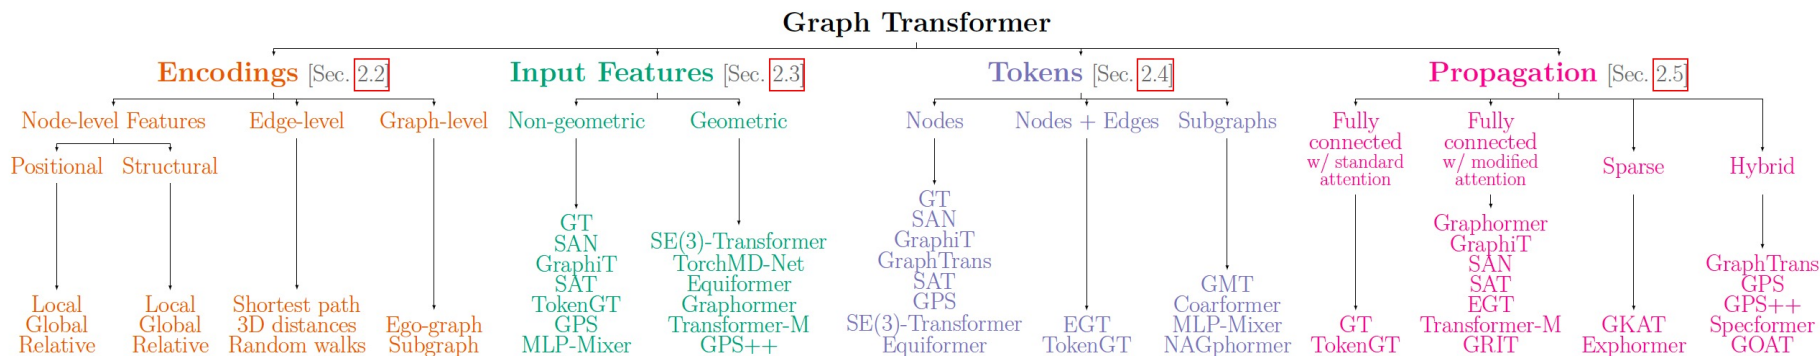 Graph Transformer
Encodings [Sec. 2.2]
Input Features [Sec. 2.3]
Tokens [Sec. 2.4]
Propagation [Sec. 2.5]
Node-level Features
Edge-level
Graph-level
Positional
Structural
Local
Global
Relative
Local
Global
Relative
Shortest path
3D distances
Random walks
Ego-graph
Subgraph
Non-geometric
Geometric
GT
SAN
GraphiT
SAT
TokenGT
GPS
MLP-Mixer
SE(3)-Transformer
TorchMD-Net
Equiformer
Graphormer
Transformer-M
GPS++
Nodes
Nodes + Edges
Subgraphs
GT
SAN
GraphiT
GraphTrans
SAT
GPS
SE(3)-Transformer
Equiformer
EGT
TokenGT
GMT
Coarformer
MLP-Mixer
NAGphormer
Fully
connected
w/ standard
attention
Fully
connected
w/ modified
attention
Sparse
Hybrid
GT
TokenGT
Graphormer
GraphiT
SAN
SAT
EGT
Transformer-M
GRIT
GKAT
Exphormer
GraphTrans
GPS
GPS++
Specformer
GOAT